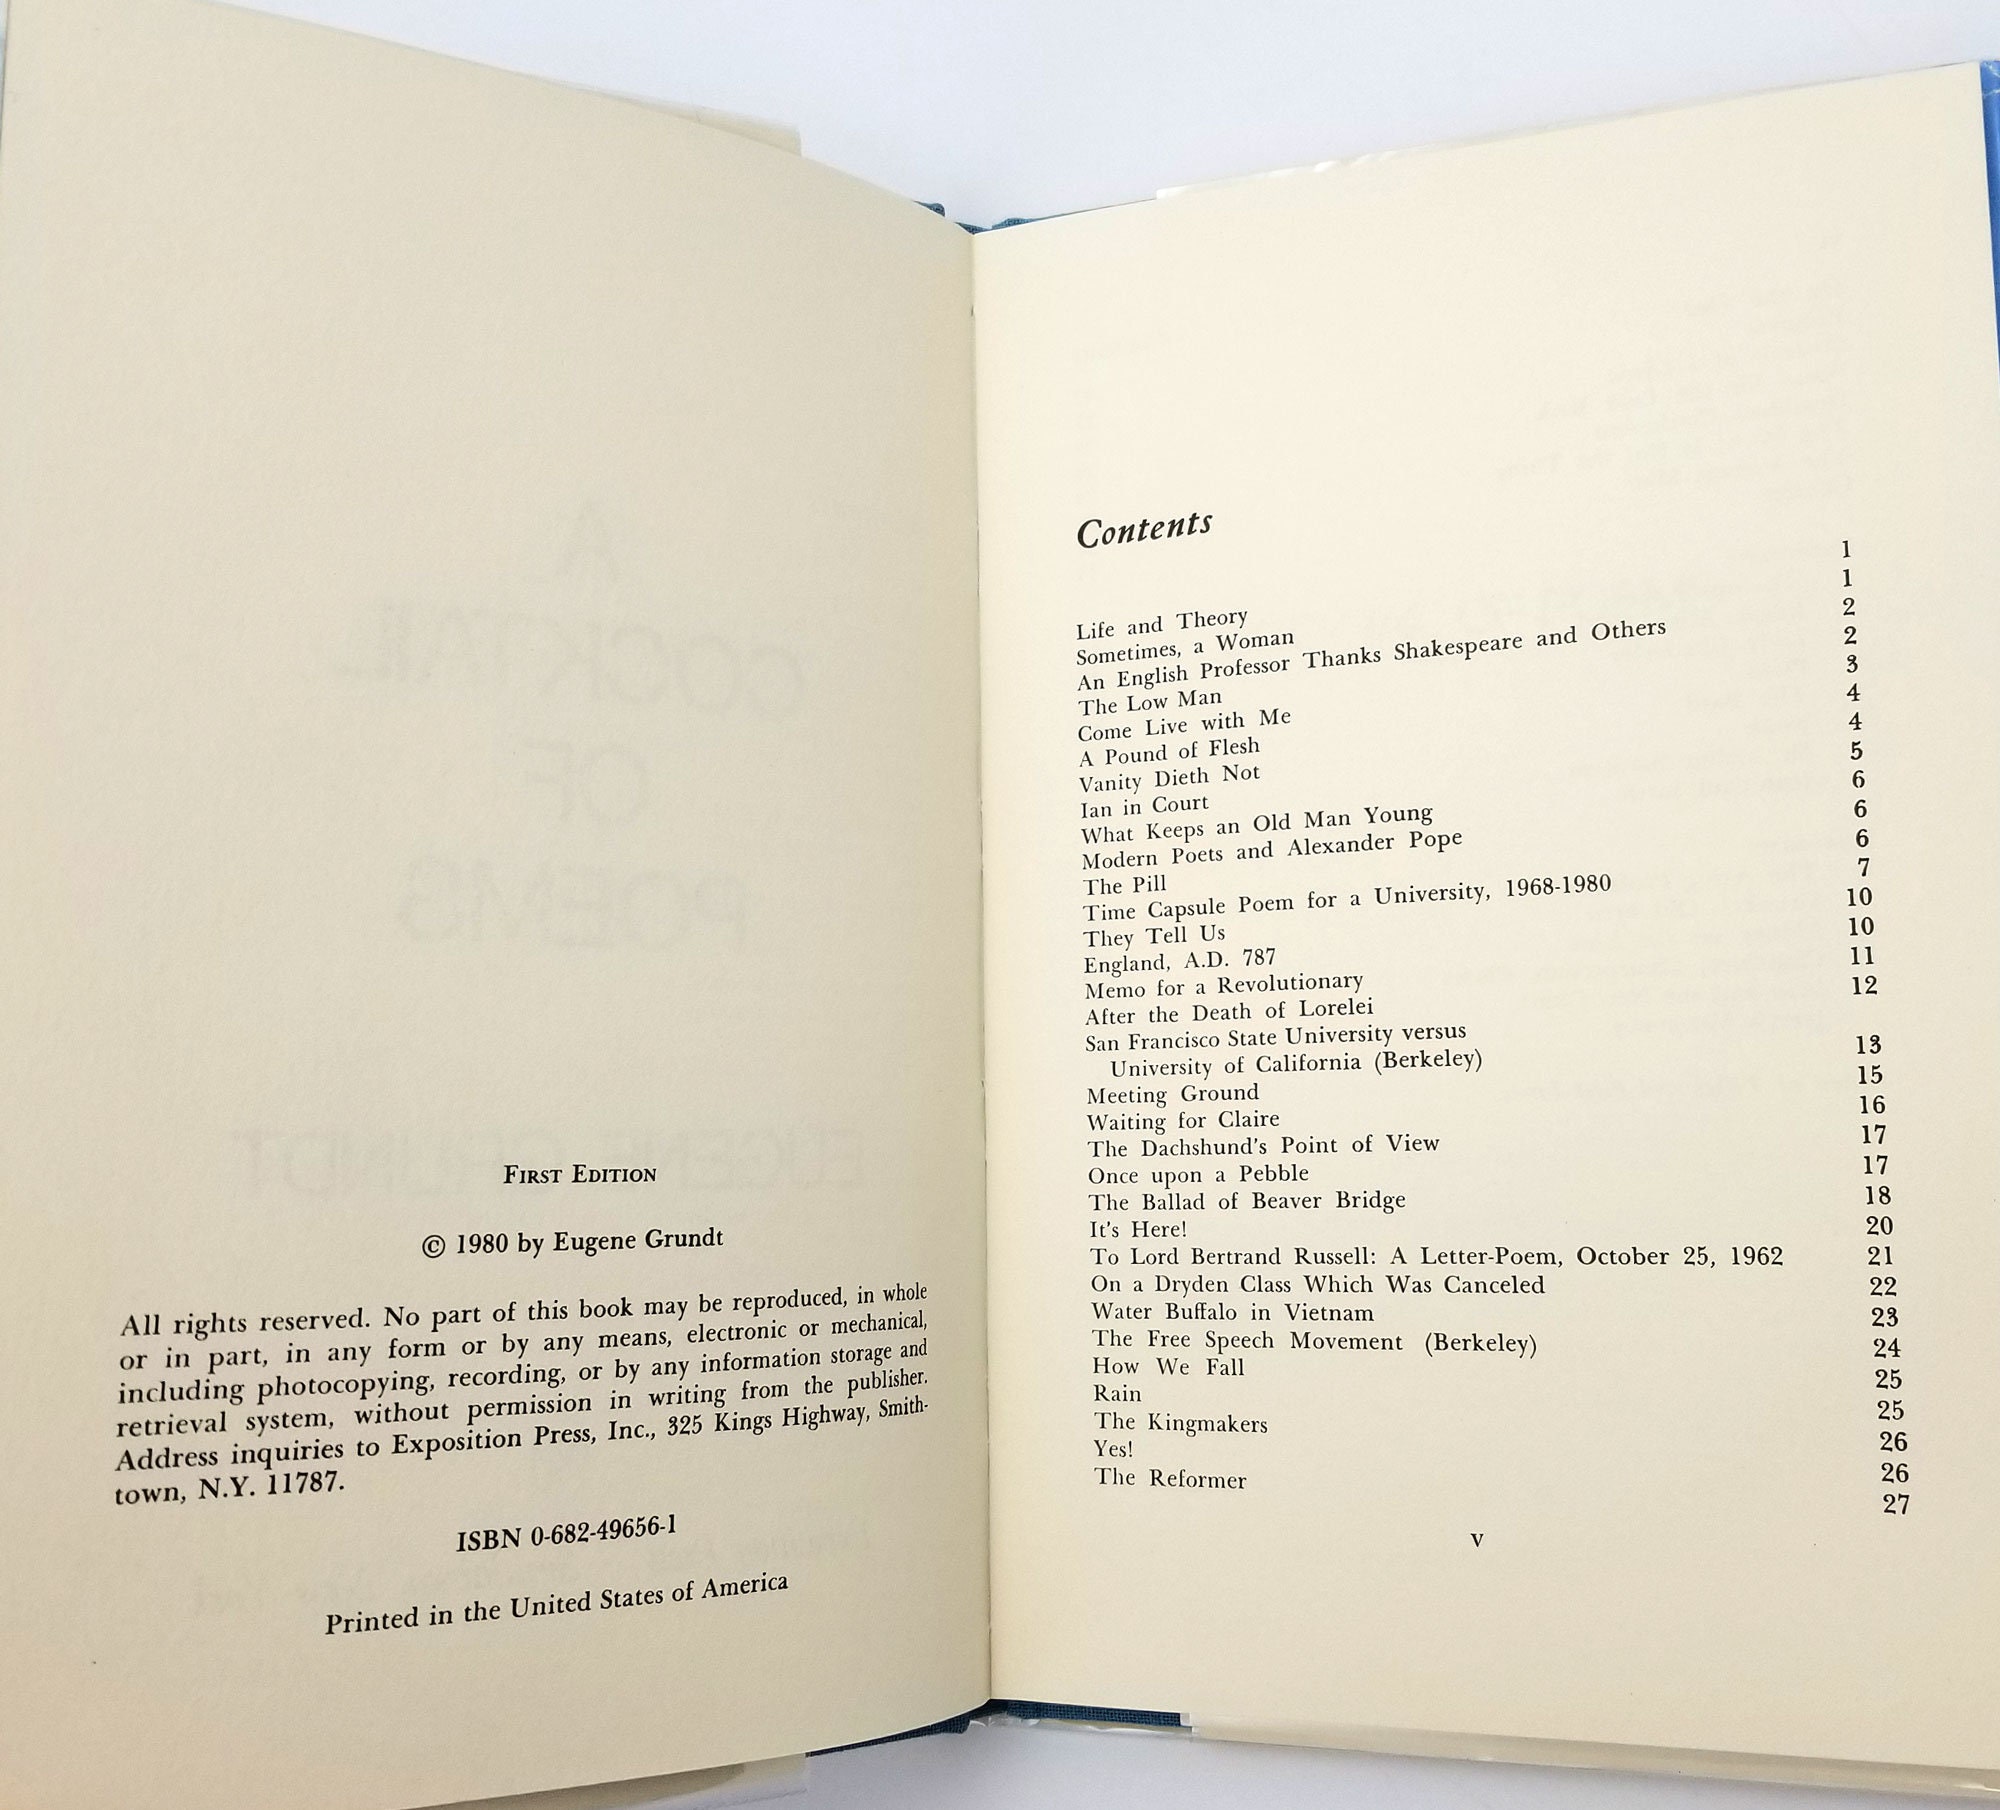 FIRST EDITION
© 1980 by Eugene Grundt
All rights reserved. No part of this book may be reproduced, in whole
or in part, in any form or by any means, electronic or mechanical,
including photocopying, recording, or by any information storage and
retrieval system, without permission in writing from the publisher.
Address inquiries to Exposition Press, Inc., 325 Kings Highway, Smith-
town, N.Y. 11787.
ISBN 0-682-49656-1
Printed in the United States of America
Contents
Life and Theory 1
Sometimes, a Woman 1
An English Professor Thanks Shakespeare and Others 2
The Low Man 2
Come Live with Me 3
A Pound of Flesh 4
Vanity Dieth Not 4
Ian in Court 5
What Keeps an Old Man Young 6
Modern Poets and Alexander Pope 6
The Pill 6
Time Capsule Poem for a University, 1968-1980 7
They Tell Us 10
England, A.D. 787 10
Memo for a Revolutionary 11
After the Death of Lorelei 12
San Francisco State University versus
University of California (Berkeley) 13
Meeting Ground 15
Waiting for Claire 16
The Dachshund's Point of View 17
Once upon a Pebble 17
The Ballad of Beaver Bridge 18
It's Here! 20
To Lord Bertrand Russell: A Letter-Poem, October 25, 1962 21
On a Dryden Class Which Was Canceled 22
Water Buffalo in Vietnam 23
The Free Speech Movement (Berkeley) 24
How We Fall 25
Rain 25
The Kingmakers 26
Yes! 26
The Reformer 27
v